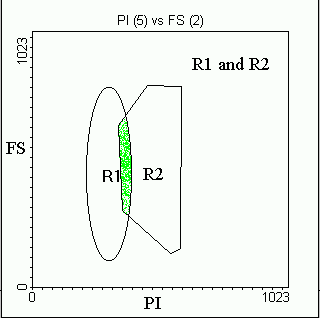 PI (5) vs FS (2)
1023
R1 and R2
FS
R1
R2
0
0
PI
1023